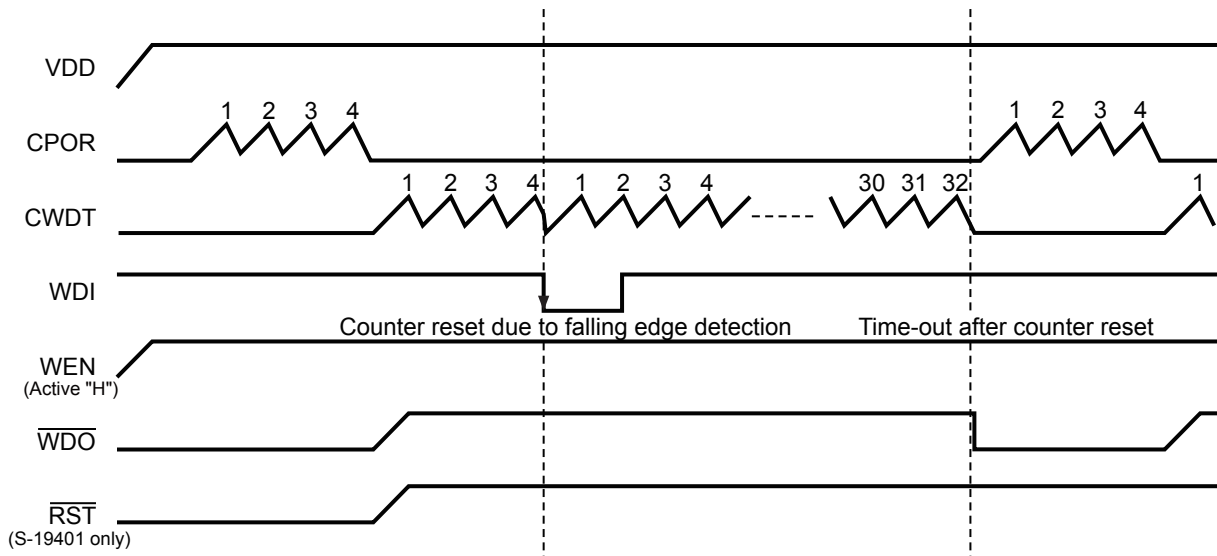 VDD
1 2 3 4 1 2 3 4
CPOR
1 2 3 4 1 2 3 4 30 31 32 1
CWDT
WDI
Counter reset due to falling edge detection Time-out after counter reset
WEN
(Active "H")
WDO
RST
(S-19401 only)